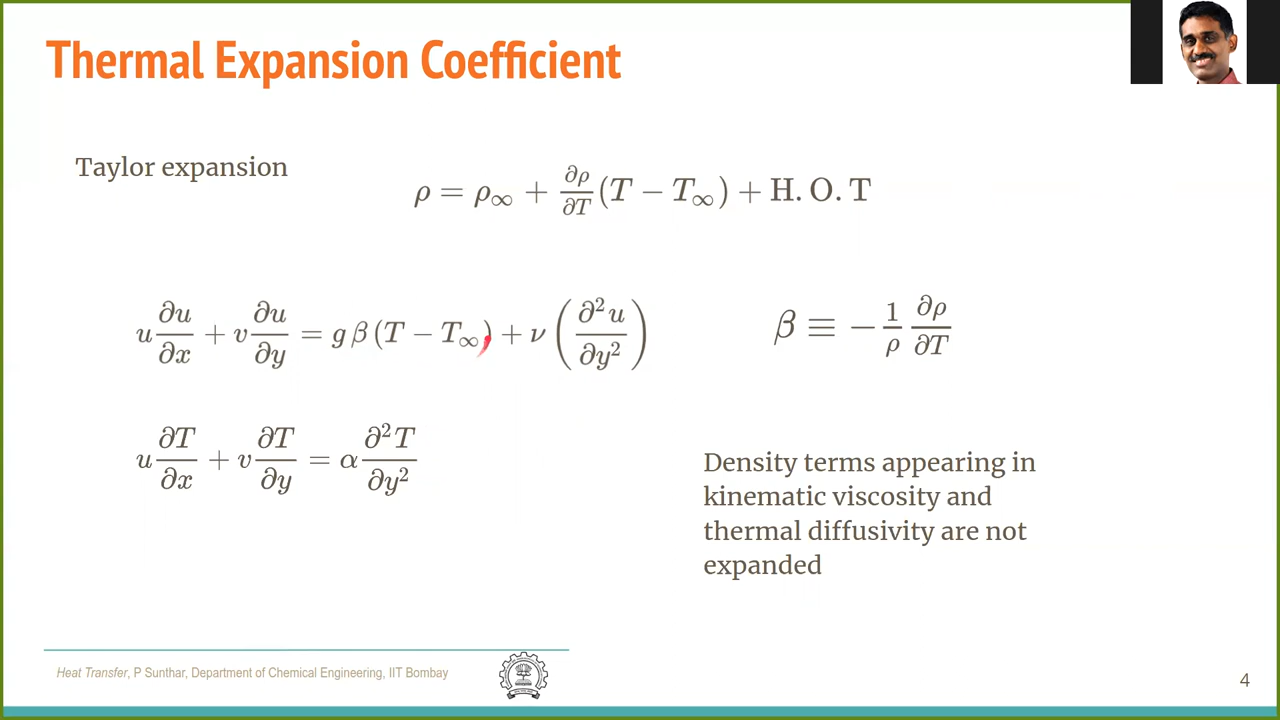 Thermal Expansion Coefficient
Taylor expansion
ρ = ρ∞ + ∂ρ/∂T (T − T∞) + H. O. T
u ∂u/∂x + v ∂u/∂y = g β (T − T∞) + ν (∂²u/∂y²)
β ≡ − 1/ρ ∂ρ/∂T
u ∂T/∂x + v ∂T/∂y = α ∂²T/∂y²
Density terms appearing in
kinematic viscosity and
thermal diffusivity are not
expanded
Heat Transfer, P Sunthar, Department of Chemical Engineering, IIT Bombay
4